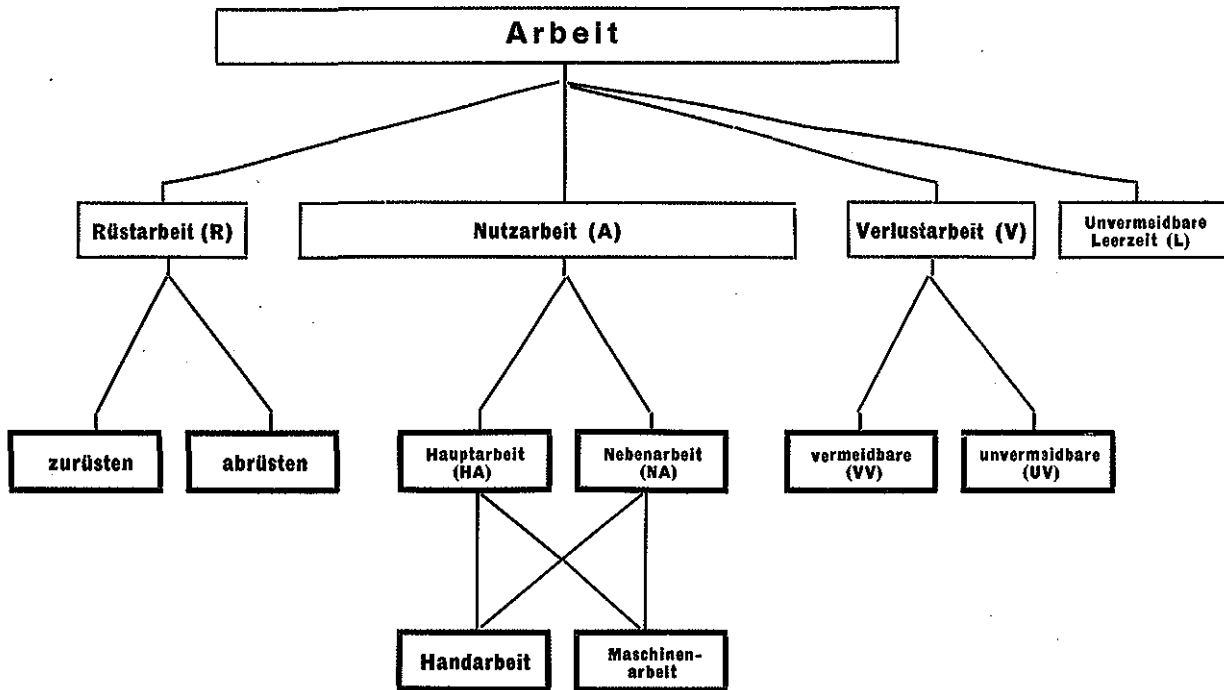 Arbeit
Rüstarbeit (R)
Nutzarbeit (A)
Verlustarbeit (V)
Unvermeidbare
Leerzeit (L)
zurüsten
abrüsten
Hauptarbeit
(HA)
Nebenarbeit
(NA)
vermeidbare
(VV)
unvermeidbare
(UV)
Handarbeit
Maschinen-
arbeit